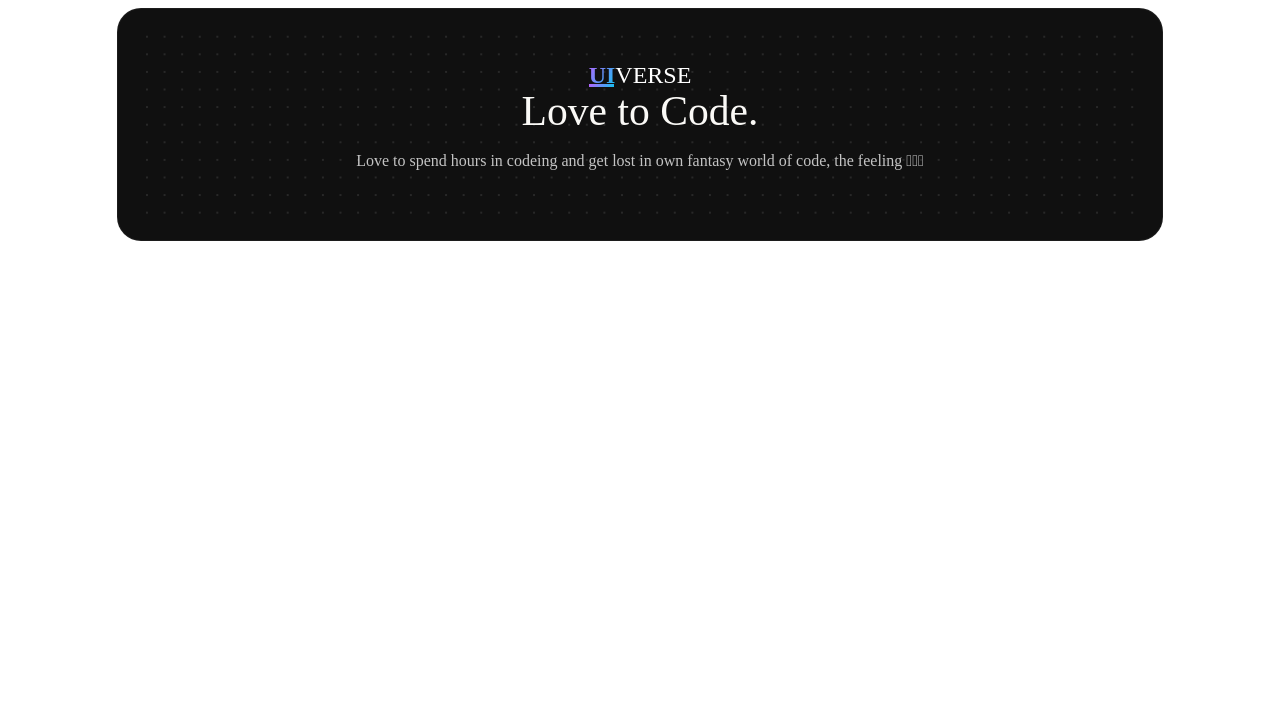 UIVERSE
Love to Code.
Love to spend hours in codeing and get lost in own fantasy world of code, the feeling